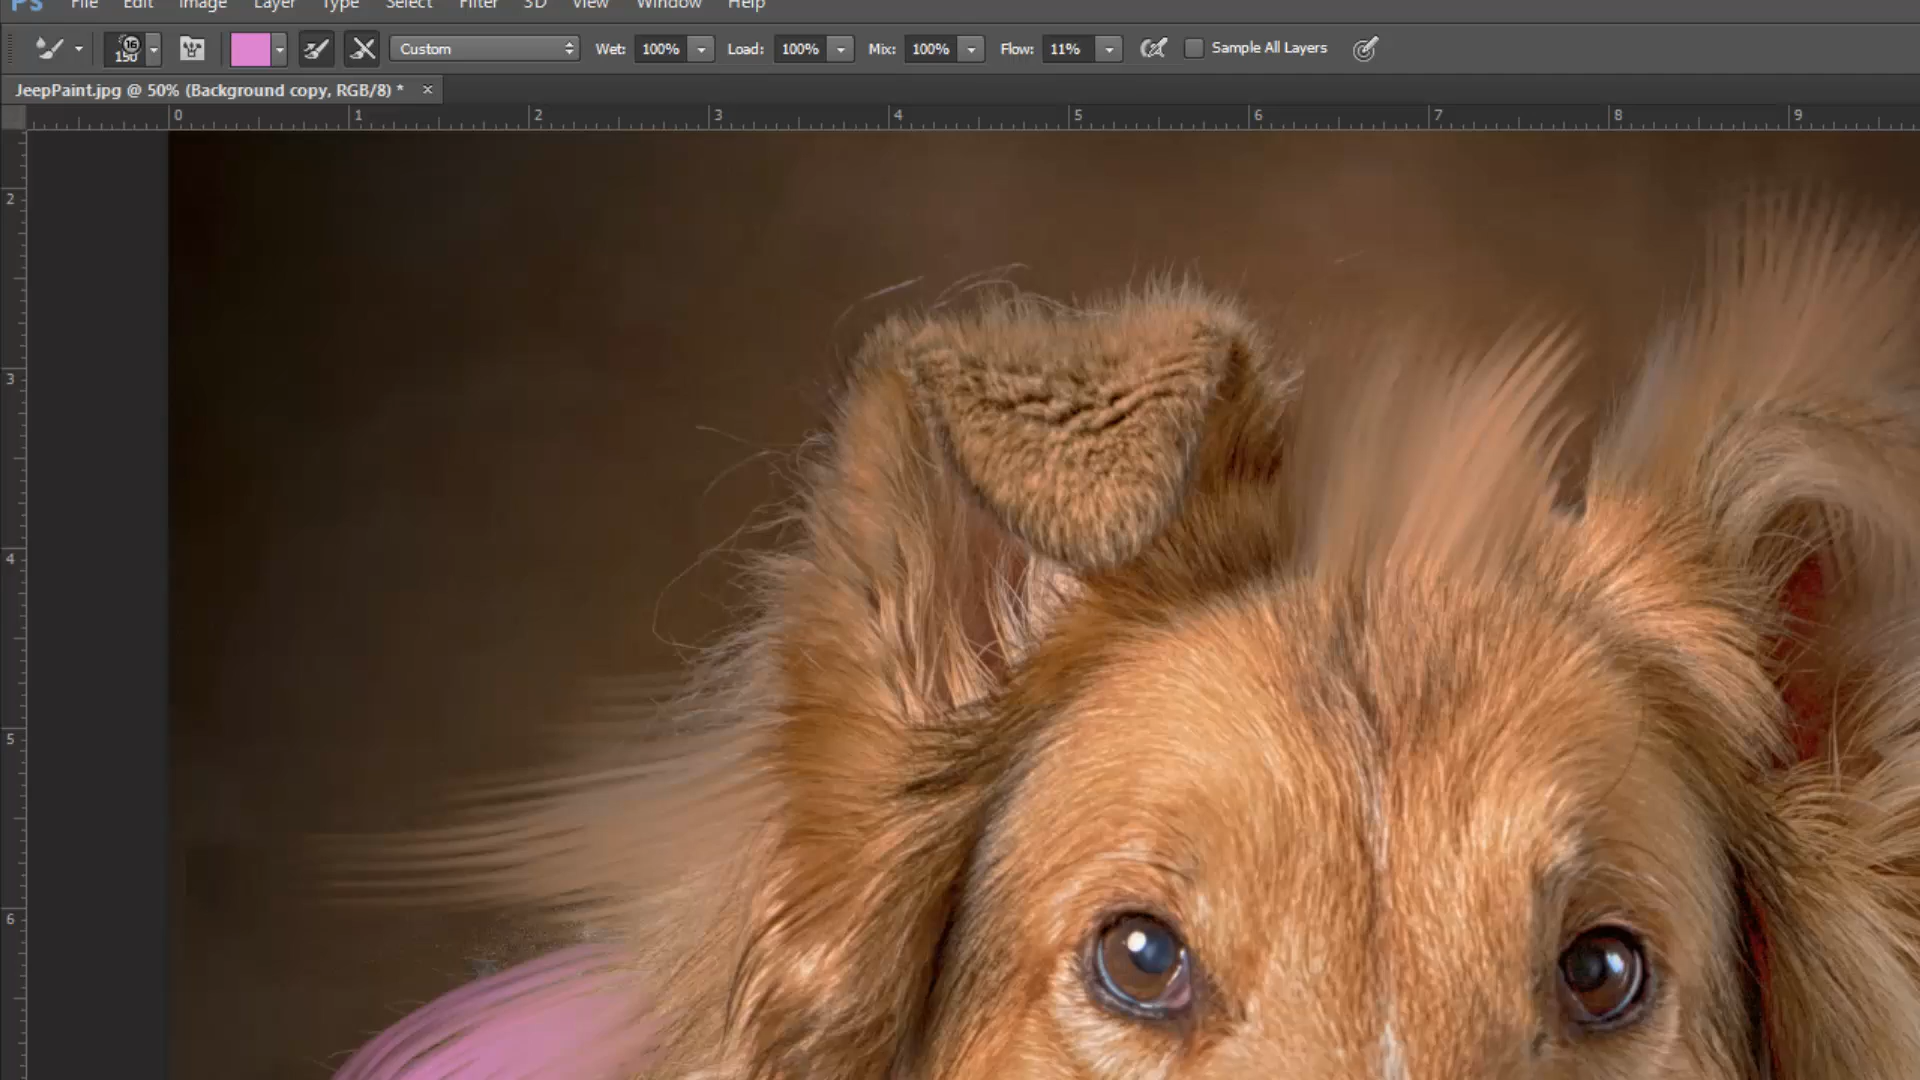 Ps File Edit Image Layer Type Select Filter 3D View Window Help
16 150 Custom Wet: 100% Load: 100% Mix: 100% Flow: 11% Sample All Layers
JeepPaint.jpg @ 50% (Background copy, RGB/8) * ×
0 1 2 3 4 5 6 7 8 9
2
3
4
5
6